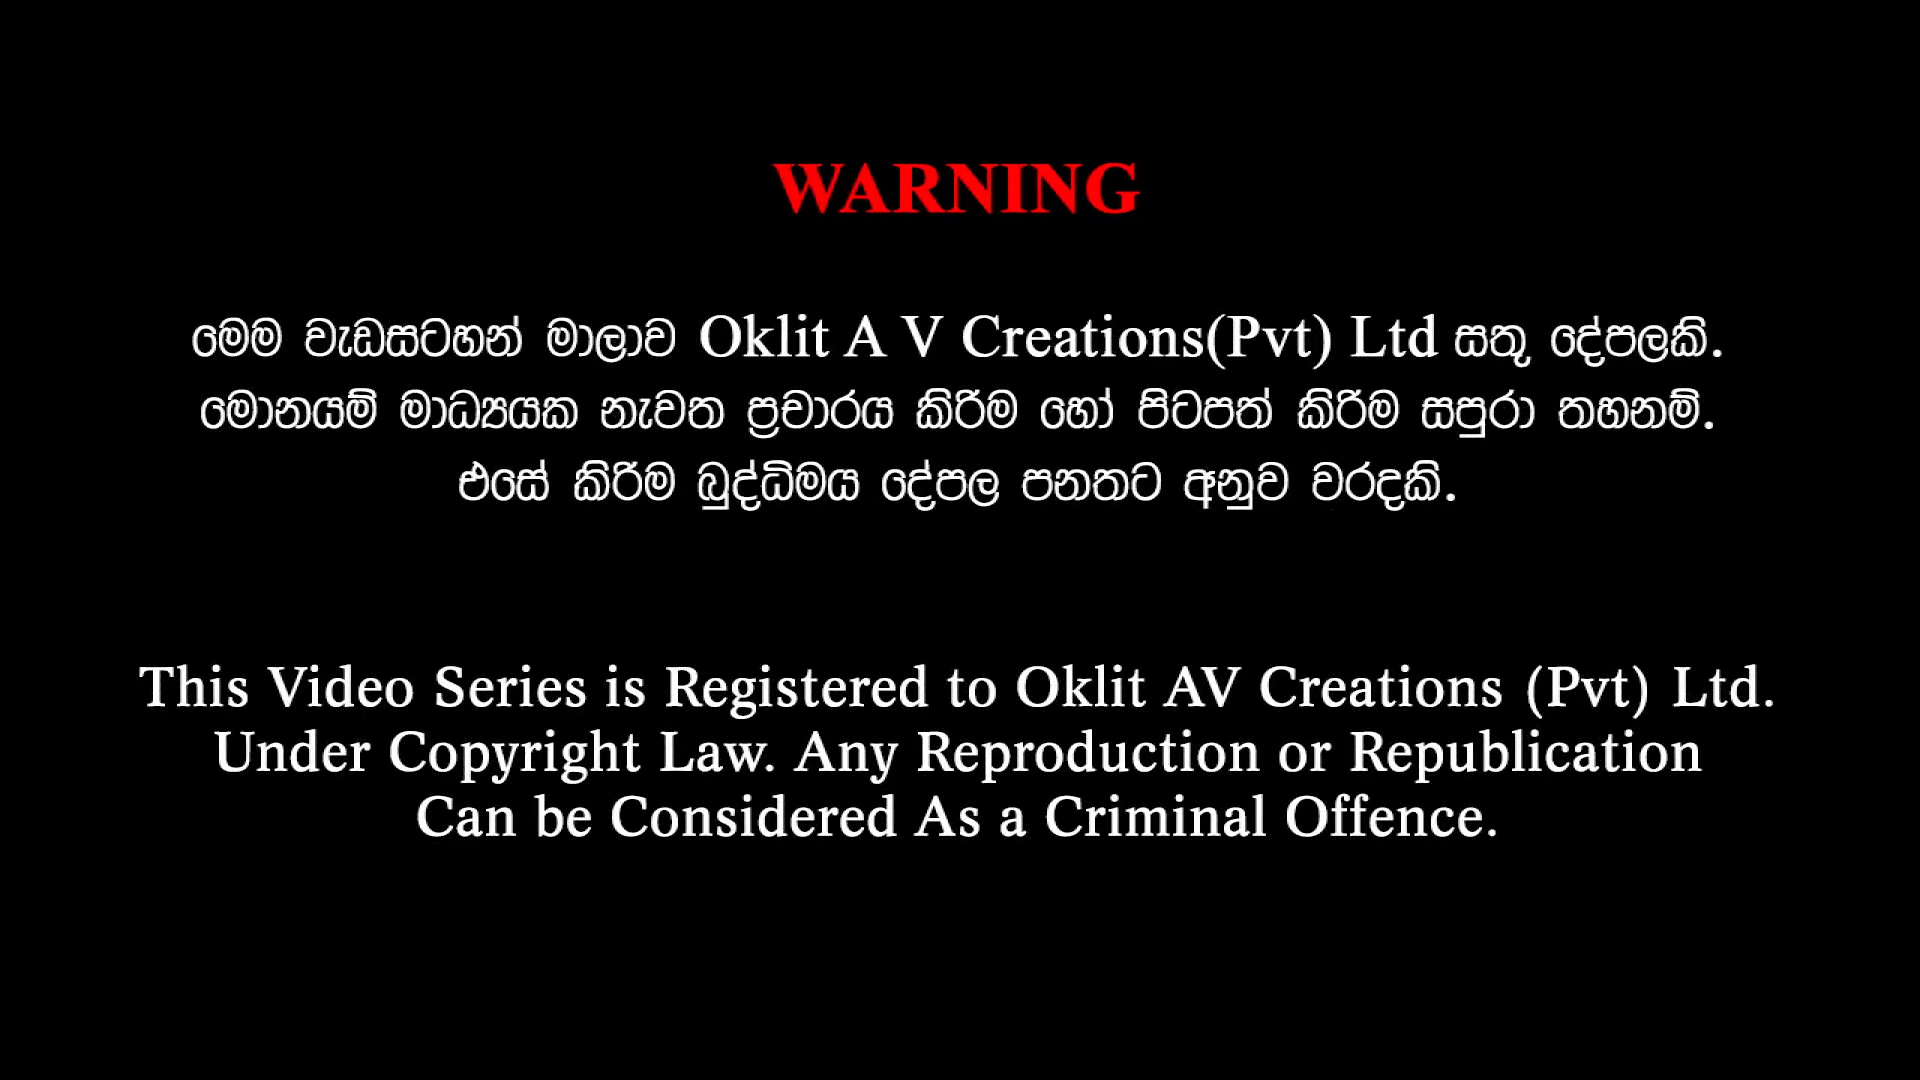 WARNING
මෙම වැඩසටහන් මාලාව Oklit A V Creations(Pvt) Ltd සතු දේපලකි.
මොනයම් මාධ්‍යයක නැවත ප්‍රචාරය කිරිම හෝ පිටපත් කිරිම සපුරා තහනම්.
එසේ කිරිම බුද්ධිමය දේපල පනතට අනුව වරදකි.
This Video Series is Registered to Oklit AV Creations (Pvt) Ltd.
Under Copyright Law. Any Reproduction or Republication
Can be Considered As a Criminal Offence.